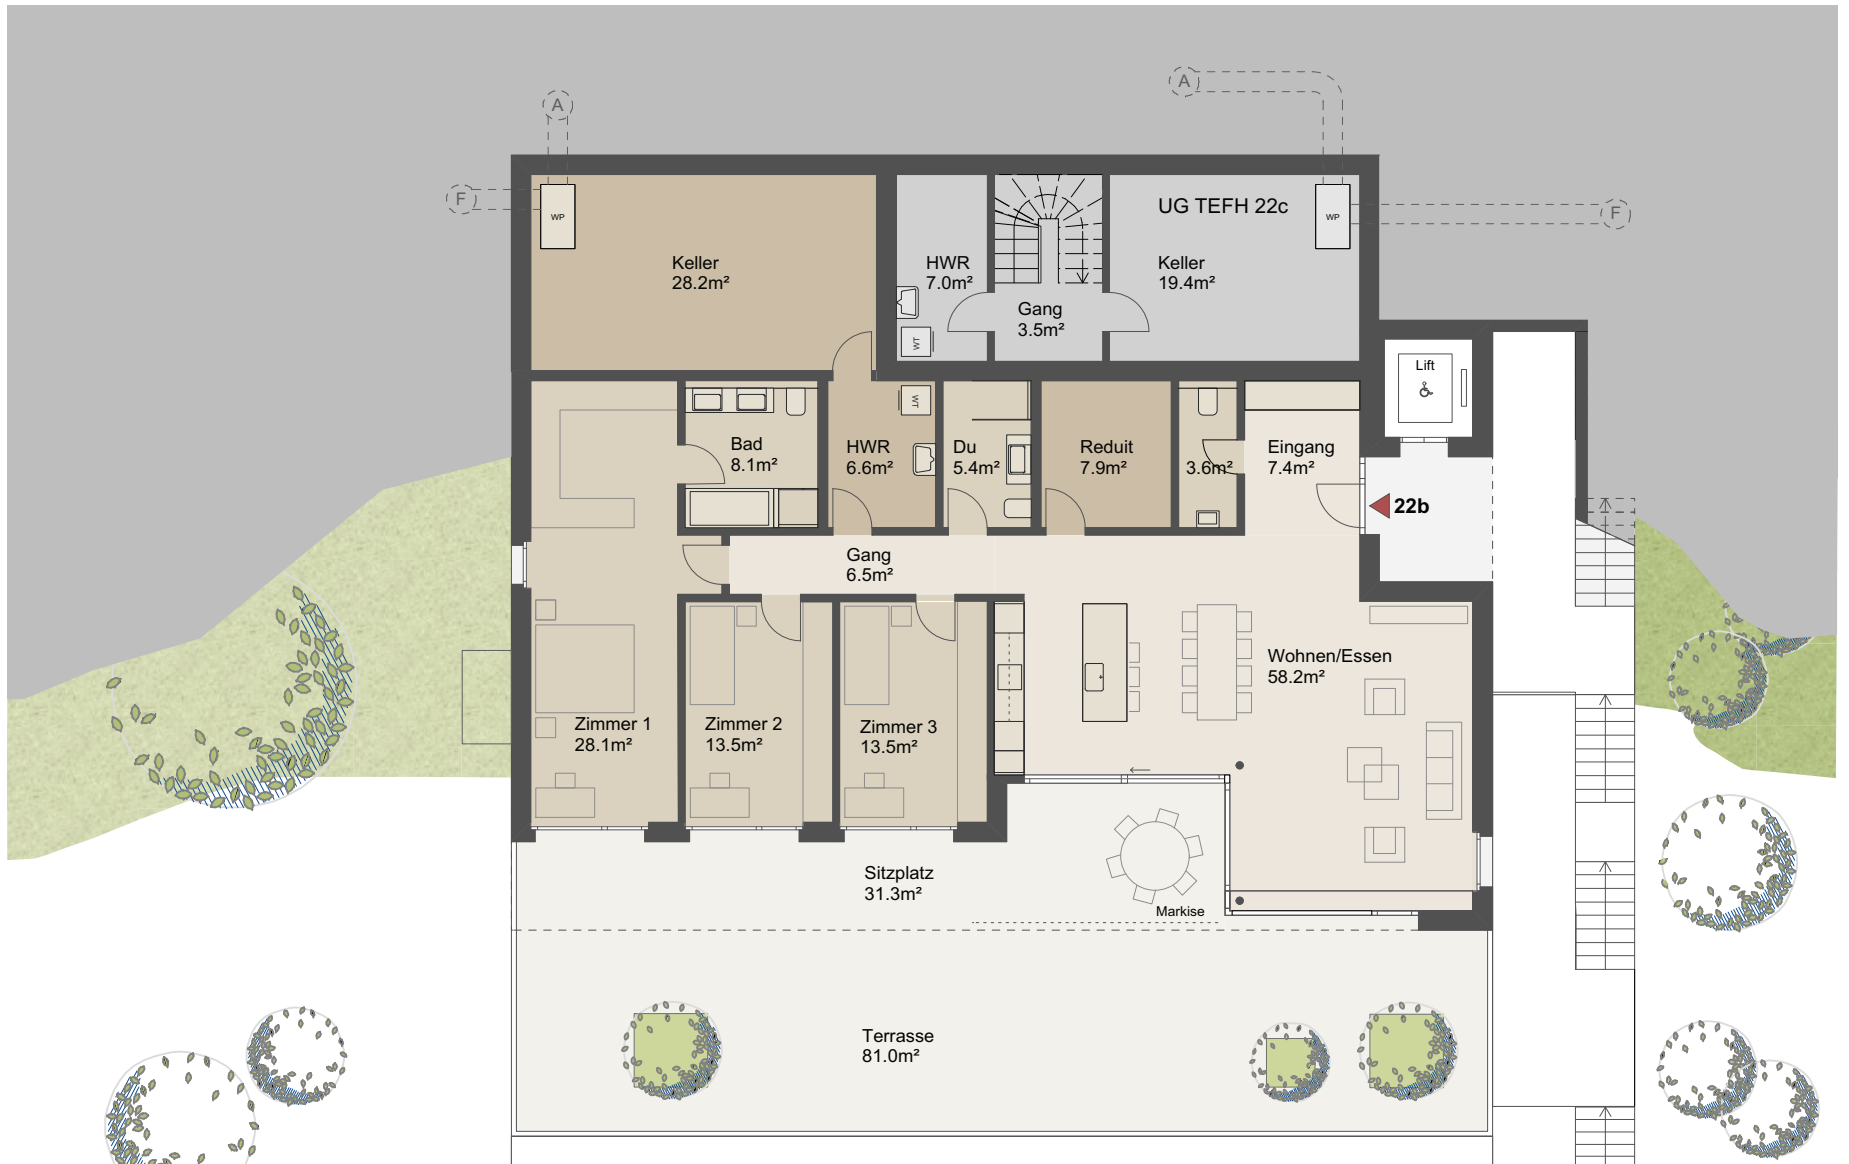 A
A
F
WP
UG TEFH 22c
WP
F
Keller
28.2m²
HWR
7.0m²
Keller
19.4m²
Gang
3.5m²
WT
Lift
WT
Bad
8.1m²
HWR
6.6m²
Du
5.4m²
Reduit
7.9m²
3.6m²
Eingang
7.4m²
22b
Gang
6.5m²
Wohnen/Essen
58.2m²
Zimmer 1
28.1m²
Zimmer 2
13.5m²
Zimmer 3
13.5m²
Sitzplatz
31.3m²
Markise
Terrasse
81.0m²